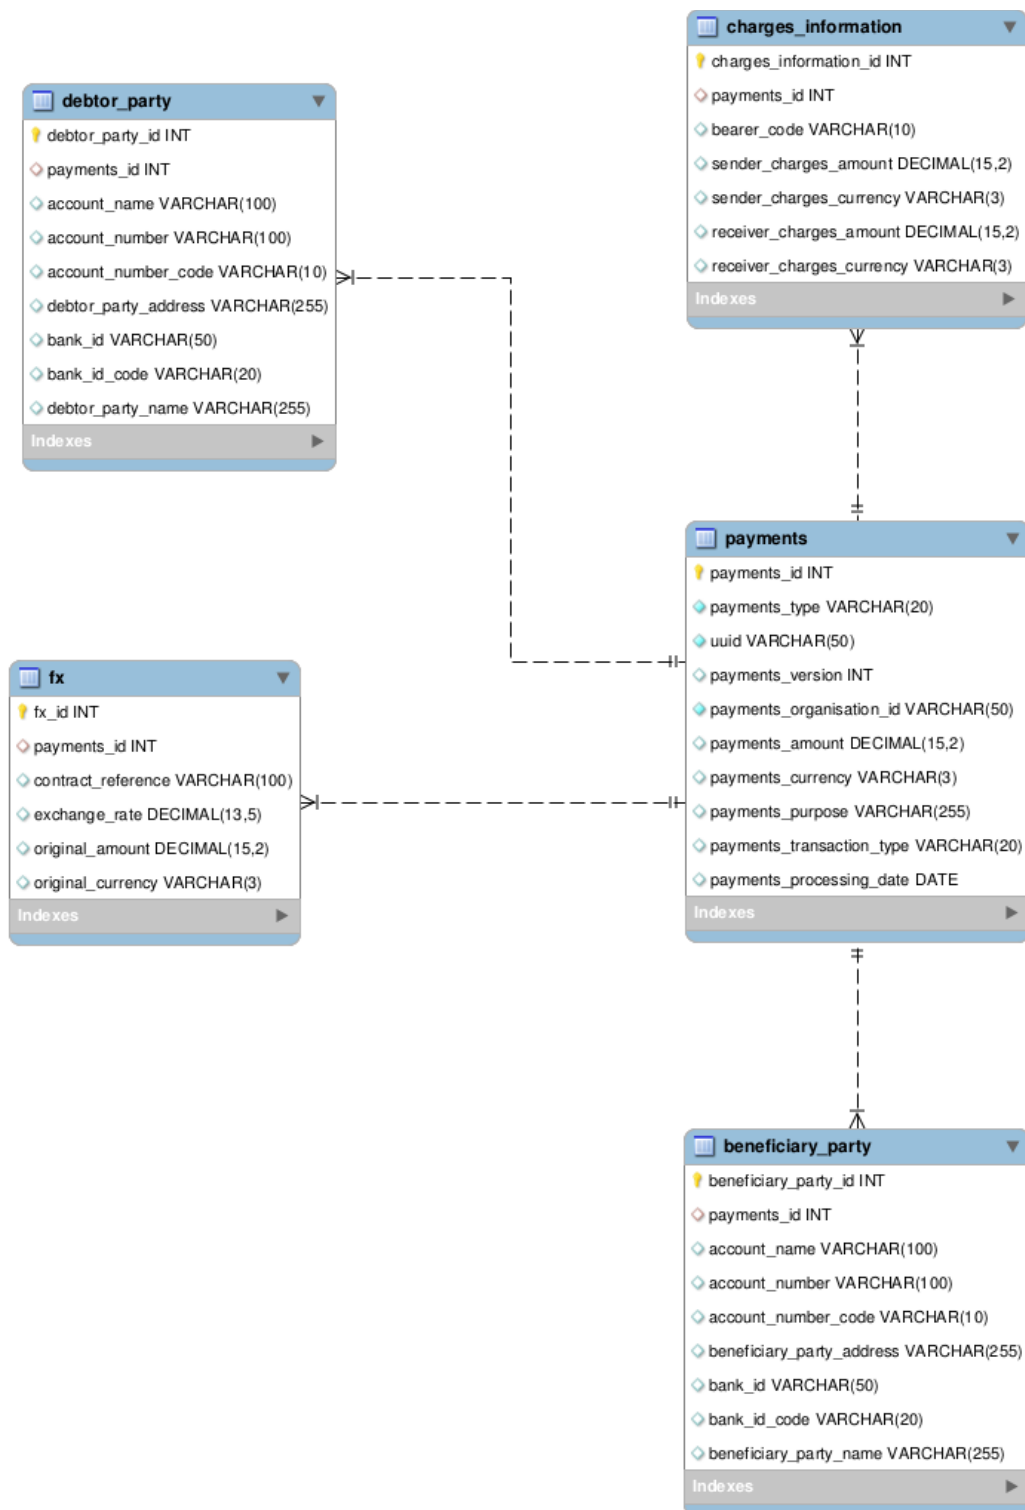 charges_information
charges_information_id INT
payments_id INT
bearer_code VARCHAR(10)
sender_charges_amount DECIMAL(15,2)
sender_charges_currency VARCHAR(3)
receiver_charges_amount DECIMAL(15,2)
receiver_charges_currency VARCHAR(3)
Indexes
debtor_party
debtor_party_id INT
payments_id INT
account_name VARCHAR(100)
account_number VARCHAR(100)
account_number_code VARCHAR(10)
debtor_party_address VARCHAR(255)
bank_id VARCHAR(50)
bank_id_code VARCHAR(20)
debtor_party_name VARCHAR(255)
Indexes
payments
payments_id INT
payments_type VARCHAR(20)
uuid VARCHAR(50)
payments_version INT
payments_organisation_id VARCHAR(50)
payments_amount DECIMAL(15,2)
payments_currency VARCHAR(3)
payments_purpose VARCHAR(255)
payments_transaction_type VARCHAR(20)
payments_processing_date DATE
Indexes
fx
fx_id INT
payments_id INT
contract_reference VARCHAR(100)
exchange_rate DECIMAL(13,5)
original_amount DECIMAL(15,2)
original_currency VARCHAR(3)
Indexes
beneficiary_party
beneficiary_party_id INT
payments_id INT
account_name VARCHAR(100)
account_number VARCHAR(100)
account_number_code VARCHAR(10)
beneficiary_party_address VARCHAR(255)
bank_id VARCHAR(50)
bank_id_code VARCHAR(20)
beneficiary_party_name VARCHAR(255)
Indexes